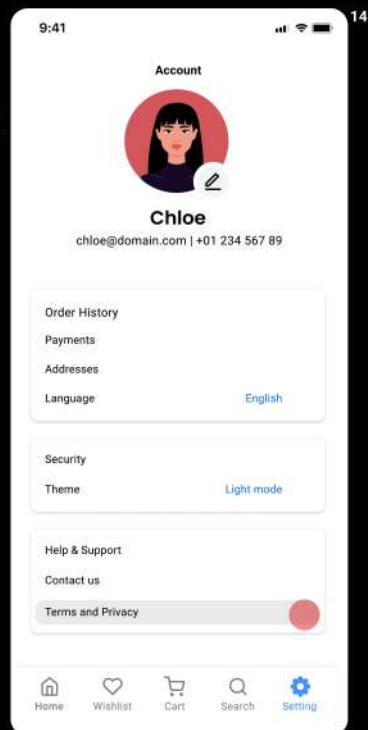 9:41
14
Account
Chloe
chloe@domain.com | +01 234 567 89
Order History
Payments
Addresses
Language English
Security
Theme Light mode
Help & Support
Contact us
Terms and Privacy
Home Wishlist Cart Search Setting